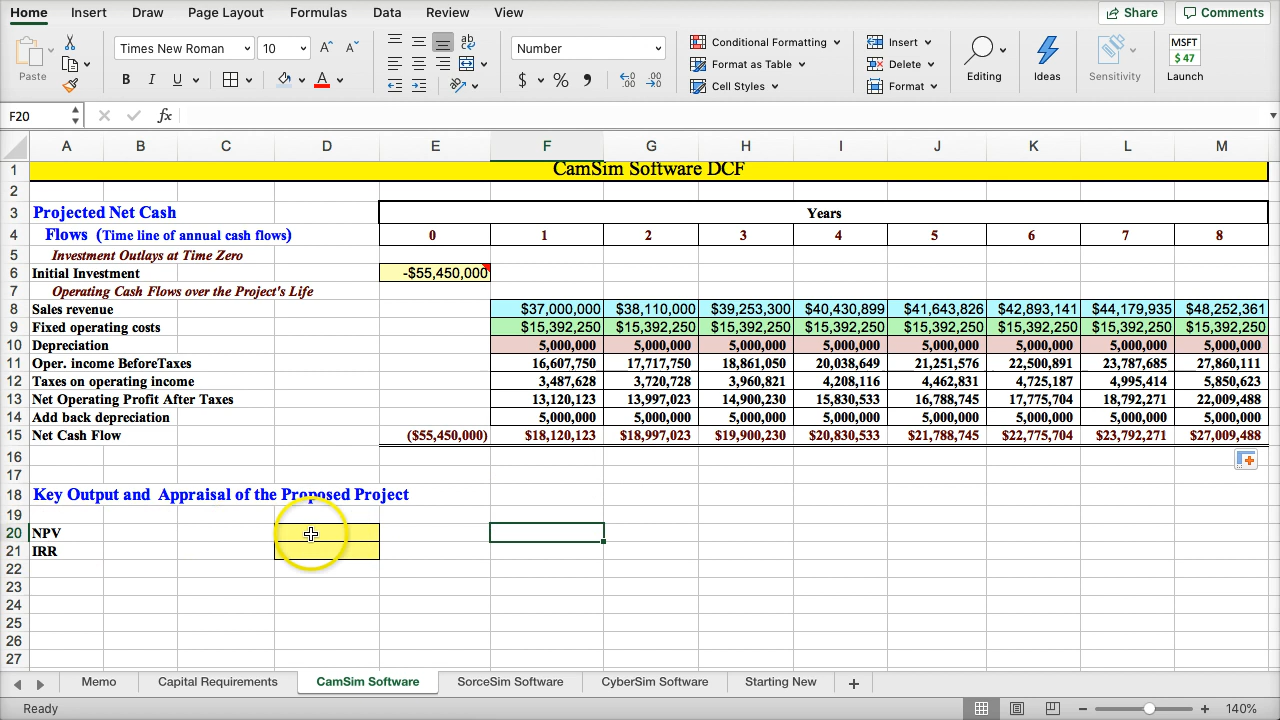 Home Insert Draw Page Layout Formulas Data Review View Share Comments
Paste Times New Roman 10 A^ A˅ ab Number Conditional Formatting Insert MSFT
B I U A $ % , Format as Table Delete $ 47
Cell Styles Format Editing Ideas Sensitivity Launch
F20 fx
A B C D E F G H I J K L M
1 CamSim Software DCF
2
3 Projected Net Cash Years
4 Flows (Time line of annual cash flows) 0 1 2 3 4 5 6 7 8
5 Investment Outlays at Time Zero
6 Initial Investment -$55,450,000
7 Operating Cash Flows over the Project's Life
8 Sales revenue $37,000,000 $38,110,000 $39,253,300 $40,430,899 $41,643,826 $42,893,141 $44,179,935 $48,252,361
9 Fixed operating costs $15,392,250 $15,392,250 $15,392,250 $15,392,250 $15,392,250 $15,392,250 $15,392,250 $15,392,250
10 Depreciation 5,000,000 5,000,000 5,000,000 5,000,000 5,000,000 5,000,000 5,000,000 5,000,000
11 Oper. income BeforeTaxes 16,607,750 17,717,750 18,861,050 20,038,649 21,251,576 22,500,891 23,787,685 27,860,111
12 Taxes on operating income 3,487,628 3,720,728 3,960,821 4,208,116 4,462,831 4,725,187 4,995,414 5,850,623
13 Net Operating Profit After Taxes 13,120,123 13,997,023 14,900,230 15,830,533 16,788,745 17,775,704 18,792,271 22,009,488
14 Add back depreciation 5,000,000 5,000,000 5,000,000 5,000,000 5,000,000 5,000,000 5,000,000 5,000,000
15 Net Cash Flow ($55,450,000) $18,120,123 $18,997,023 $19,900,230 $20,830,533 $21,788,745 $22,775,704 $23,792,271 $27,009,488
16
17
18 Key Output and Appraisal of the Proposed Project
19
20 NPV
21 IRR
22
23
24
25
26
27
Memo Capital Requirements CamSim Software SorceSim Software CyberSim Software Starting New
Ready 140%